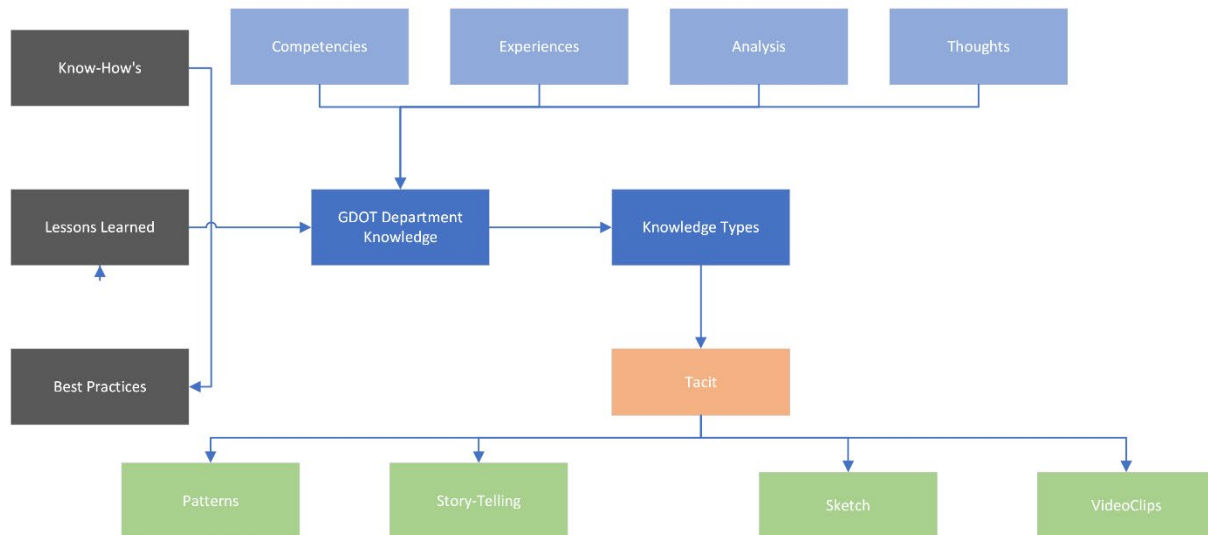 Competencies
Experiences
Analysis
Thoughts
Know-How's
Lessons Learned
GDOT Department
Knowledge
Knowledge Types
Best Practices
Tacit
Patterns
Story-Telling
Sketch
VideoClips